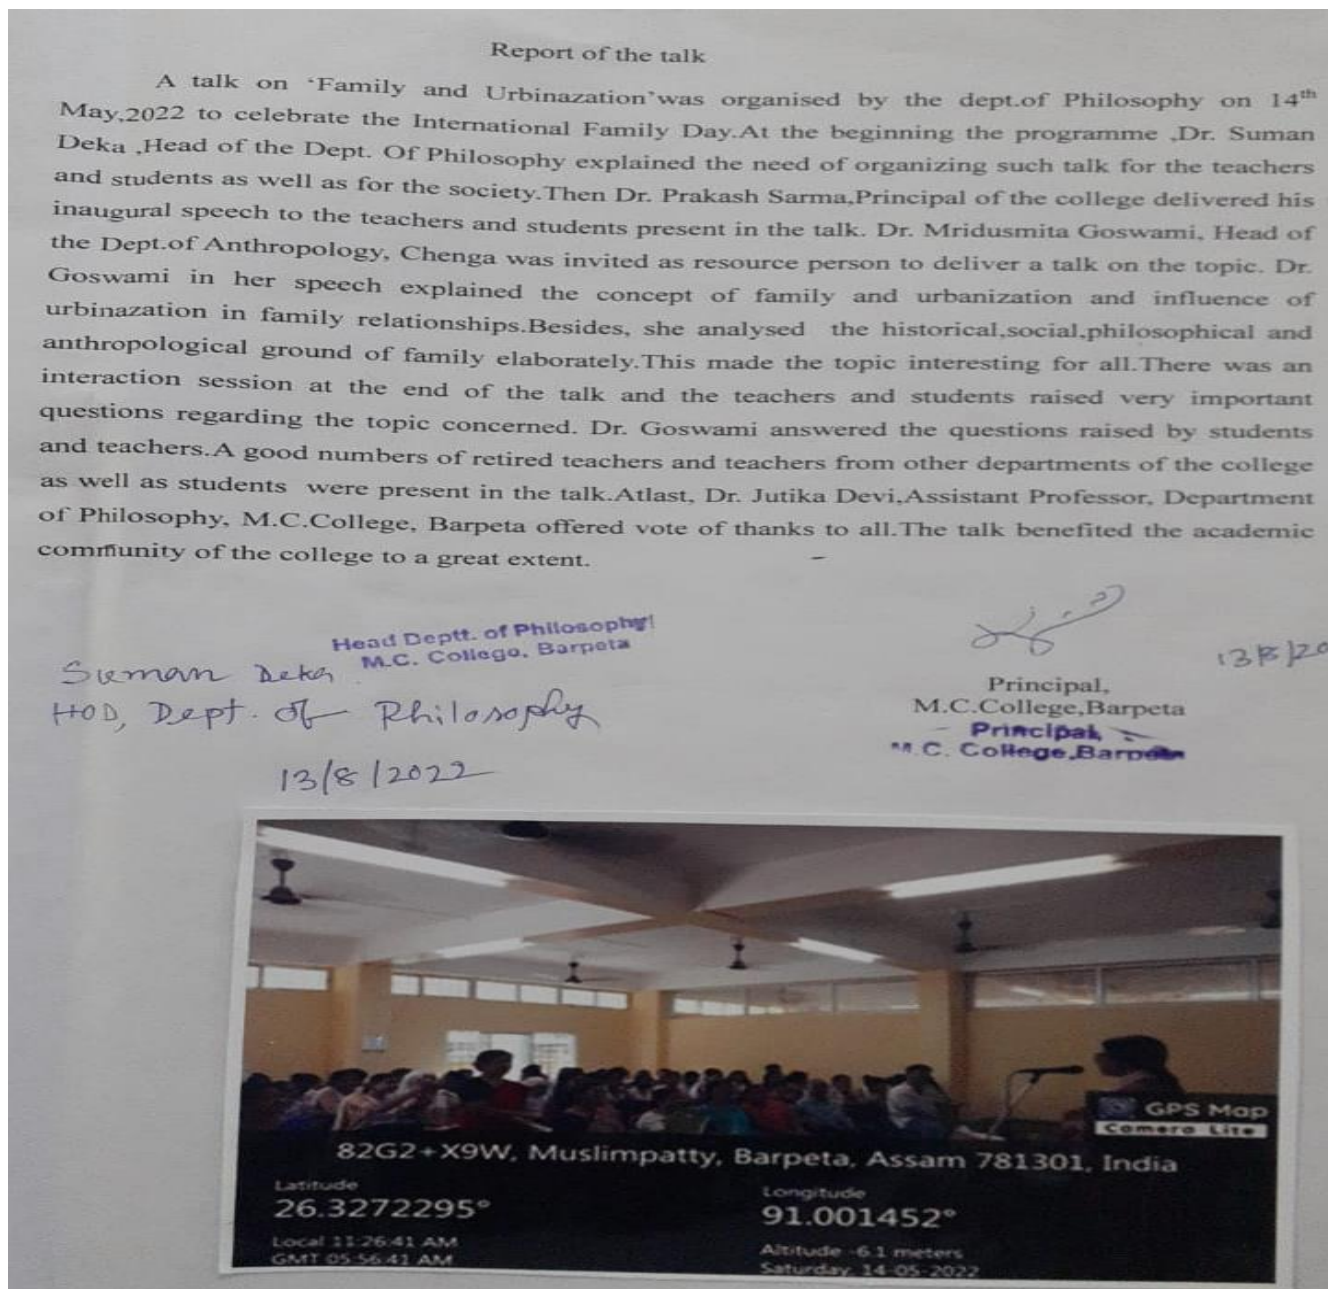 Report of the talk
A talk on ‘Family and Urbinazation’was organised by the dept.of Philosophy on 14th
May,2022 to celebrate the International Family Day.At the beginning the programme ,Dr. Suman
Deka ,Head of the Dept. Of Philosophy explained the need of organizing such talk for the teachers
and students as well as for the society.Then Dr. Prakash Sarma,Principal of the college delivered his
inaugural speech to the teachers and students present in the talk. Dr. Mridusmita Goswami, Head of
the Dept.of Anthropology, Chenga was invited as resource person to deliver a talk on the topic. Dr.
Goswami in her speech explained the concept of family and urbanization and influence of
urbinazation in family relationships.Besides, she analysed the historical,social,philosophical and
anthropological ground of family elaborately.This made the topic interesting for all.There was an
interaction session at the end of the talk and the teachers and students raised very important
questions regarding the topic concerned. Dr. Goswami answered the questions raised by students
and teachers.A good numbers of retired teachers and teachers from other departments of the college
as well as students were present in the talk.Atlast, Dr. Jutika Devi,Assistant Professor, Department
of Philosophy, M.C.College, Barpeta offered vote of thanks to all.The talk benefited the academic
community of the college to a great extent.
Head Deptt. of Philosophy
M.C. College, Barpeta
Suman Deka
HOD, Dept. of Philosophy
13/8/2022
13/8/20
Principal,
M.C.College,Barpeta
Principal
M.C. College,Barpeta
GPS Map
Camera Lite
82G2+X9W, Muslimpatty, Barpeta, Assam 781301, India
Latitude
26.3272295°
Longitude
91.001452°
Local 11:26:41 AM
GMT 05:56:41 AM
Altitude -6.1 meters
Saturday, 14-05-2022